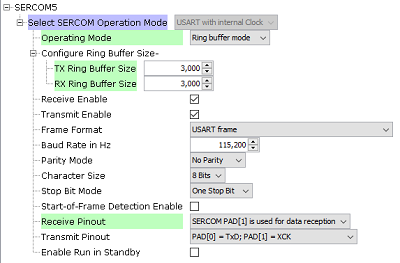 SERCOM5
Select SERCOM Operation Mode USART with internal Clock
Operating Mode Ring buffer mode
Configure Ring Buffer Size-
TX Ring Buffer Size 3,000
RX Ring Buffer Size 3,000
Receive Enable
Transmit Enable
Frame Format USART frame
Baud Rate in Hz 115,200
Parity Mode No Parity
Character Size 8 Bits
Stop Bit Mode One Stop Bit
Start-of-Frame Detection Enable
Receive Pinout SERCOM PAD[1] is used for data reception
Transmit Pinout PAD[0] = TxD; PAD[1] = XCK
Enable Run in Standby